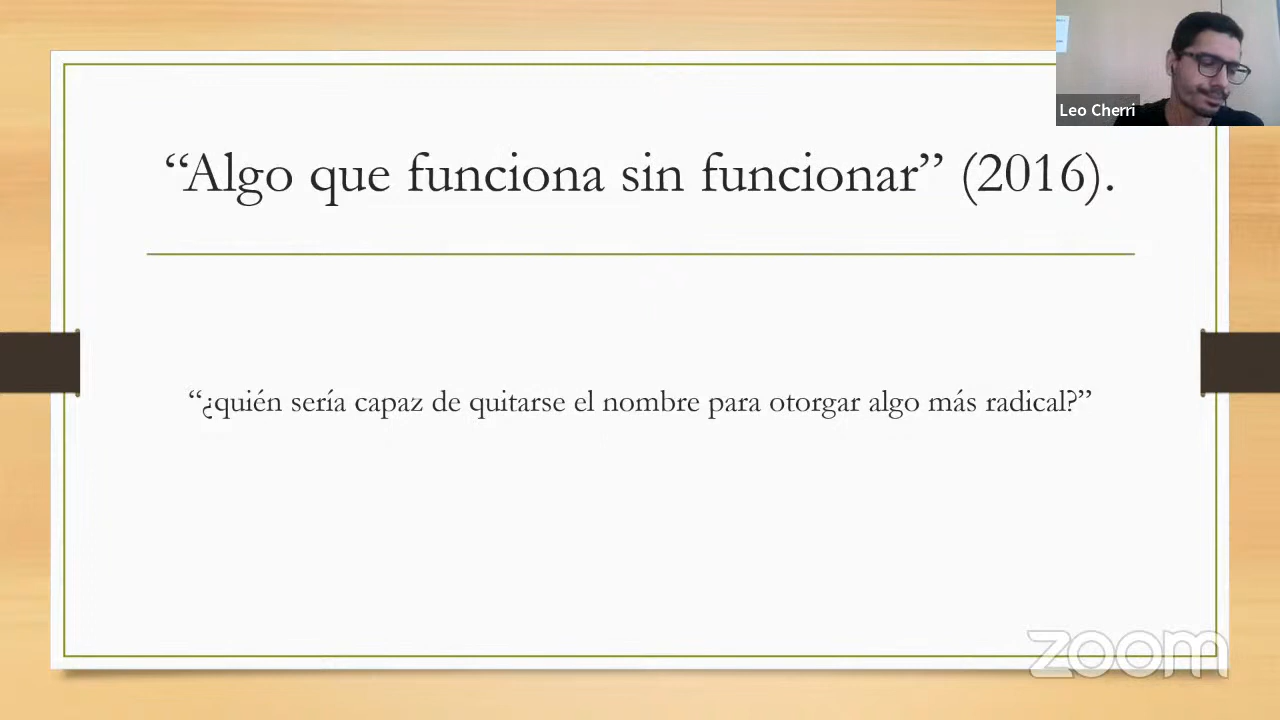 Leo Cherri
“Algo que funciona sin funcionar” (2016).
“¿quién sería capaz de quitarse el nombre para otorgar algo más radical?”
zoom